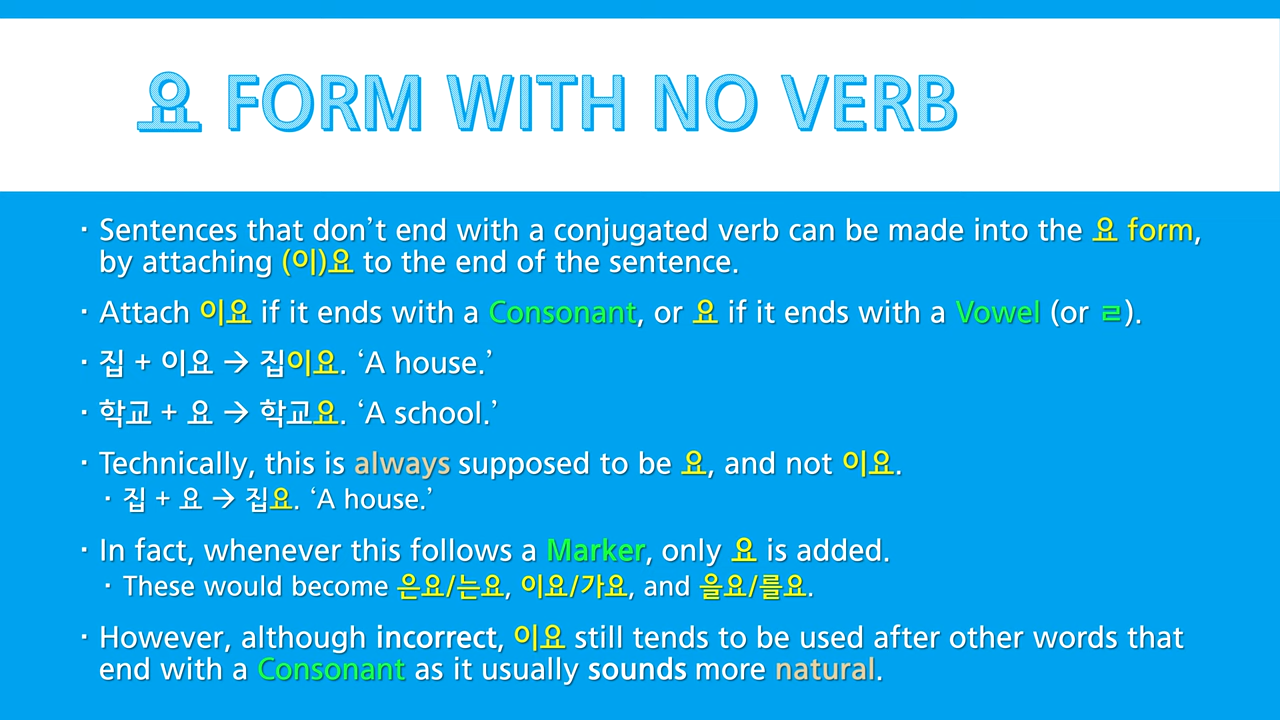 요 FORM WITH NO VERB
· Sentences that don’t end with a conjugated verb can be made into the 요 form,
by attaching (이)요 to the end of the sentence.
· Attach 이요 if it ends with a Consonant, or 요 if it ends with a Vowel (or ㄹ).
· 집 + 이요 → 집이요. ‘A house.’
· 학교 + 요 → 학교요. ‘A school.’
· Technically, this is always supposed to be 요, and not 이요.
· 집 + 요 → 집요. ‘A house.’
· In fact, whenever this follows a Marker, only 요 is added.
· These would become 은요/는요, 이요/가요, and 을요/를요.
· However, although incorrect, 이요 still tends to be used after other words that
end with a Consonant as it usually sounds more natural.